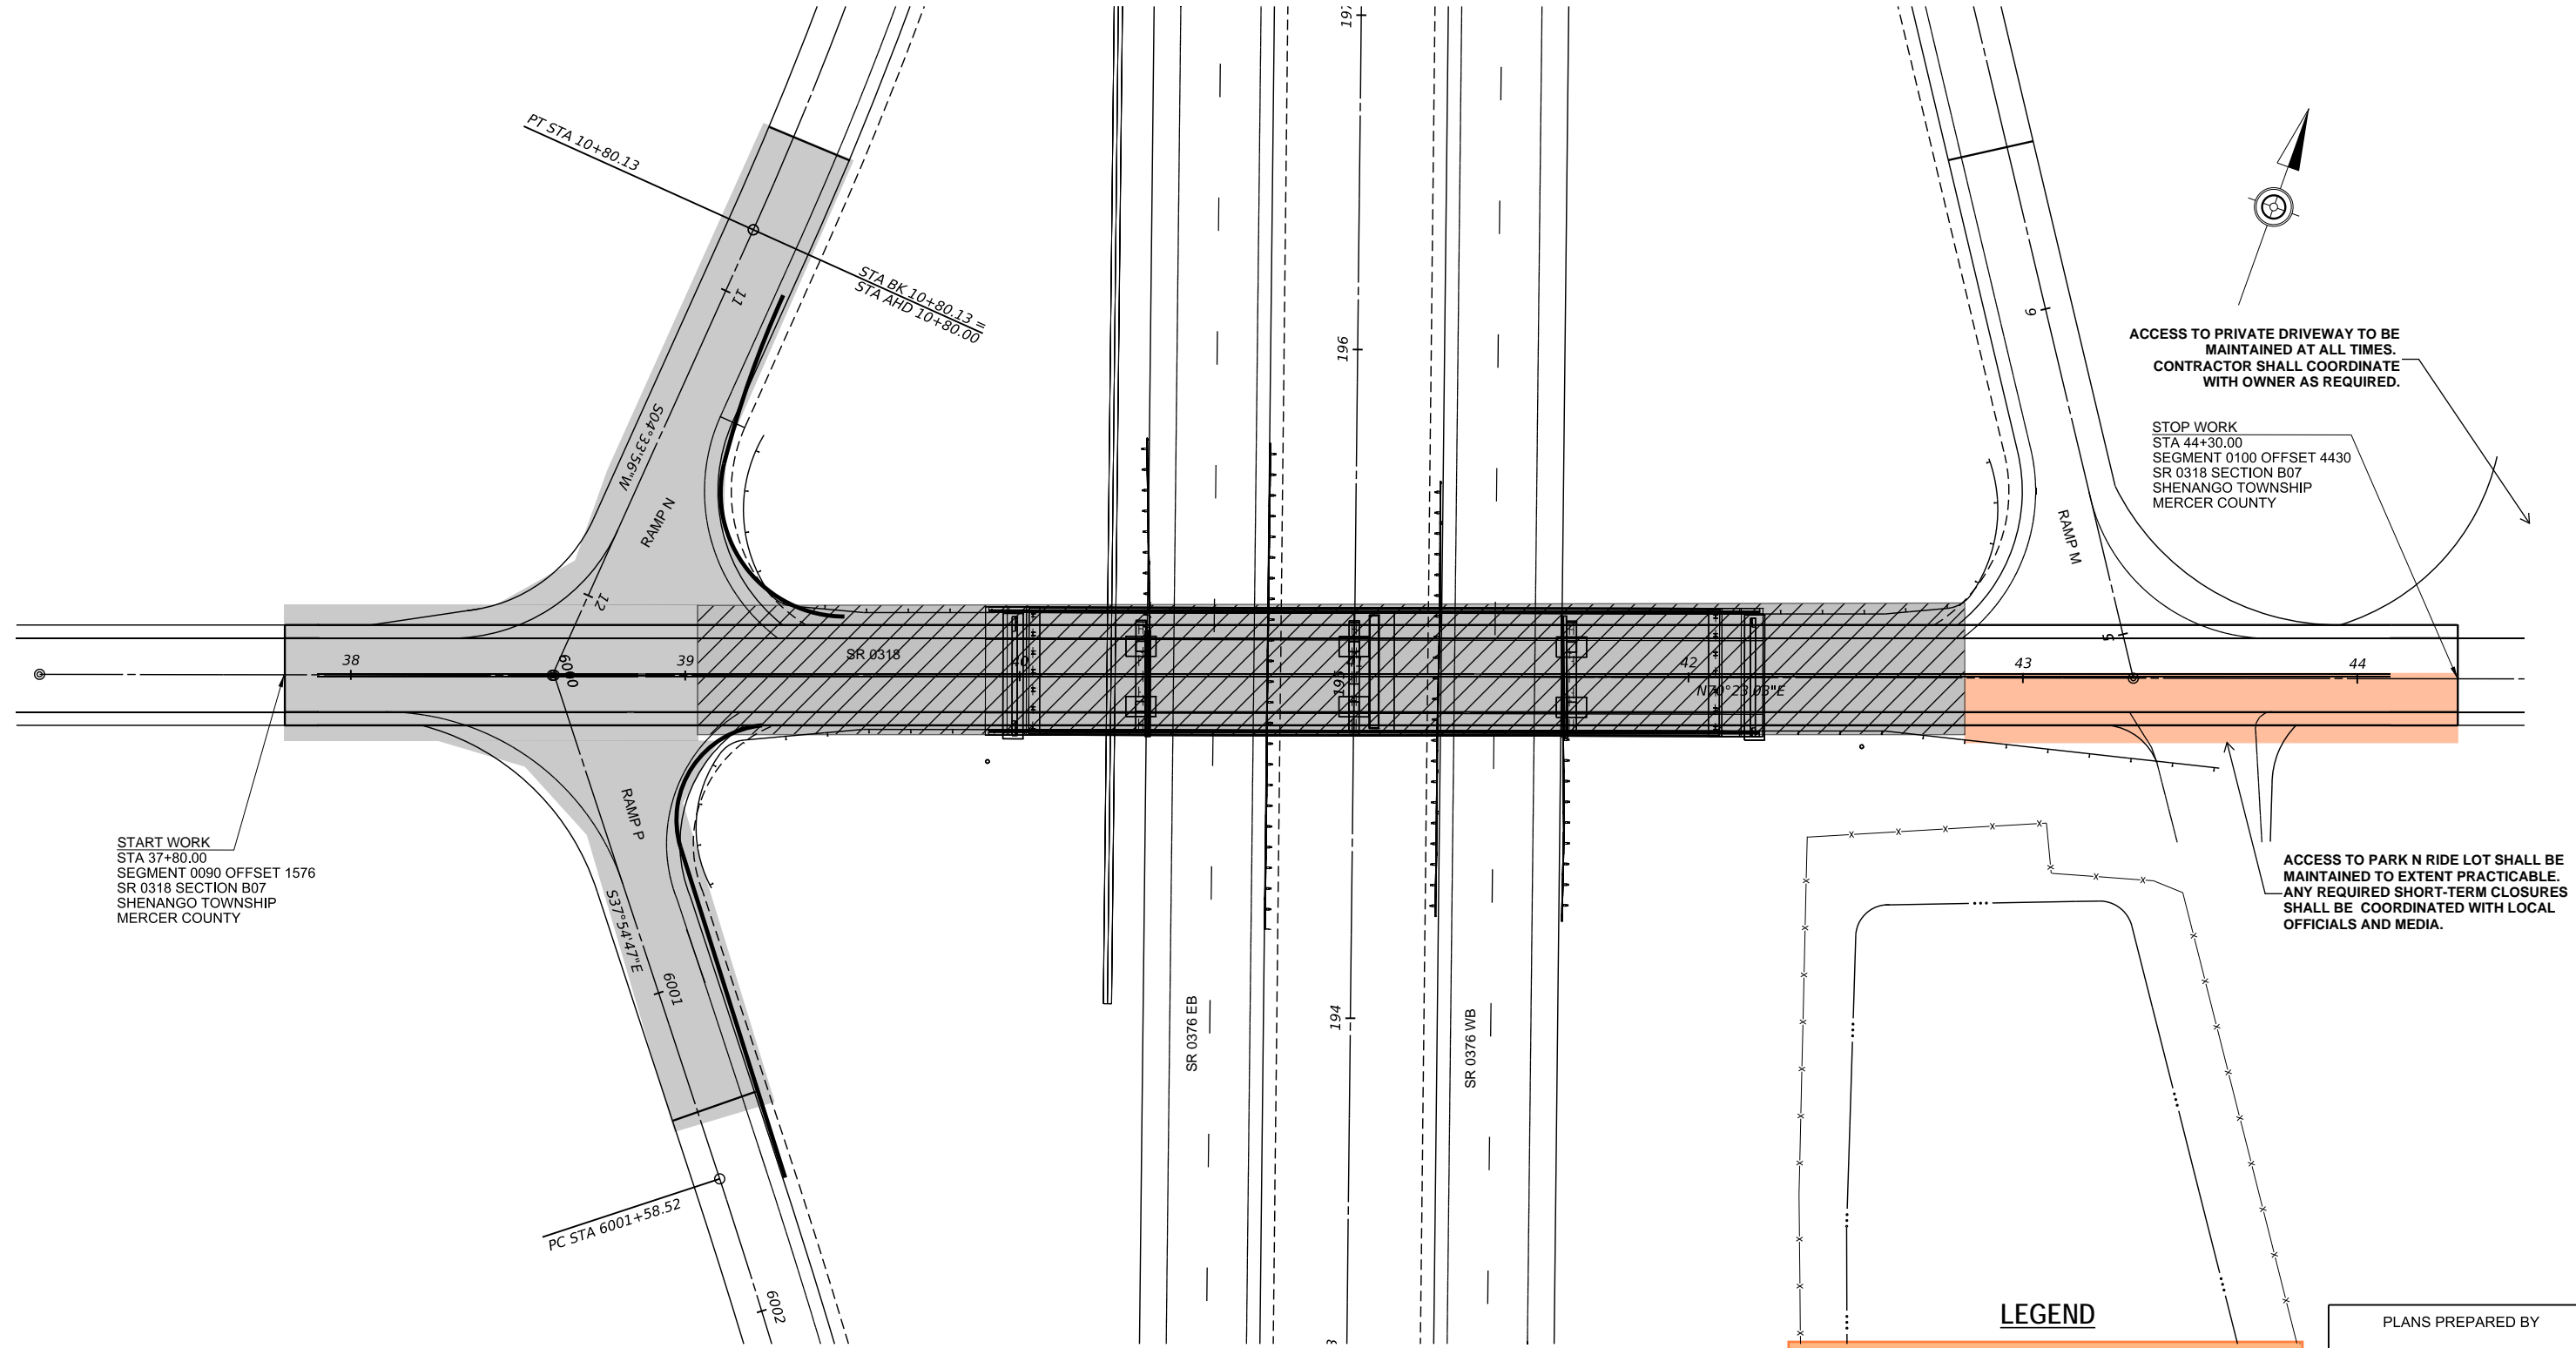 197
PT STA 10+80.13
STA BK 10+80.13 =
STA AHD 10+80.00
11
196
9
ACCESS TO PRIVATE DRIVEWAY TO BE
MAINTAINED AT ALL TIMES.
CONTRACTOR SHALL COORDINATE
WITH OWNER AS REQUIRED.
STOP WORK
STA 44+30.00
SEGMENT 0100 OFFSET 4430
SR 0318 SECTION B07
SHENANGO TOWNSHIP
MERCER COUNTY
S04°33'56"W
RAMP N
RAMP M
12
5
38
6000
39
SR 0318
40
195
42
N70°23'03"E
43
44
RAMP P
START WORK
STA 37+80.00
SEGMENT 0090 OFFSET 1576
SR 0318 SECTION B07
SHENANGO TOWNSHIP
MERCER COUNTY
ACCESS TO PARK N RIDE LOT SHALL BE
MAINTAINED TO EXTENT PRACTICABLE.
ANY REQUIRED SHORT-TERM CLOSURES
SHALL BE COORDINATED WITH LOCAL
OFFICIALS AND MEDIA.
S37°54'47"E
6001
194
SR 0376 EB
SR 0376 WB
PC STA 6001+58.52
6002
LEGEND
PLANS PREPARED BY